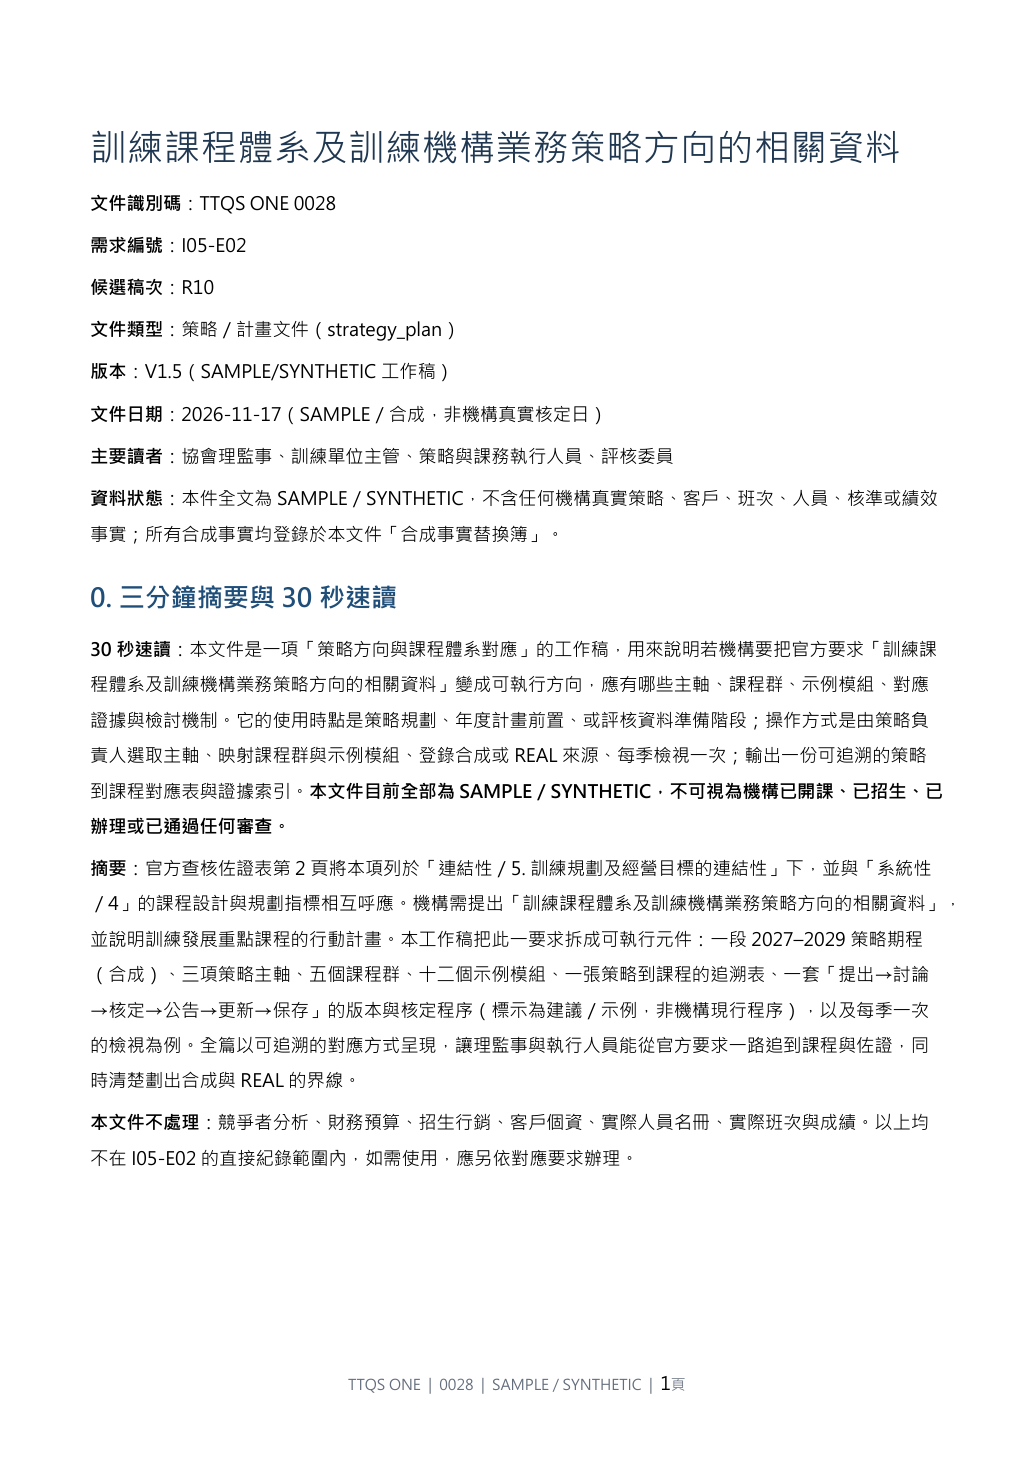 訓練課程體系及訓練機構業務策略方向的相關資料
文件識別碼：TTQS ONE 0028
需求編號：I05-E02
候選稿次：R10
文件類型：策略／計畫文件（strategy_plan）
版本：V1.5（SAMPLE/SYNTHETIC 工作稿）
文件日期：2026-11-17（SAMPLE／合成，非機構真實核定日）
主要讀者：協會理監事、訓練單位主管、策略與課務執行人員、評核委員
資料狀態：本件全文為 SAMPLE / SYNTHETIC，不含任何機構真實策略、客戶、班次、人員、核準或績效
事實；所有合成事實均登錄於本文件「合成事實替換簿」。
0. 三分鐘摘要與 30 秒速讀
30 秒速讀：本文件是一項「策略方向與課程體系對應」的工作稿，用來說明若機構要把官方要求「訓練課
程體系及訓練機構業務策略方向的相關資料」變成可執行方向，應有哪些主軸、課程群、示例模組、對應
證據與檢討機制。它的使用時點是策略規劃、年度計畫前置、或評核資料準備階段；操作方式是由策略負
責人選取主軸、映射課程群與示例模組、登錄合成或 REAL 來源、每季檢視一次；輸出一份可追溯的策略
到課程對應表與證據索引。本文件目前全部為 SAMPLE / SYNTHETIC，不可視為機構已開課、已招生、已
辦理或已通過任何審查。
摘要：官方查核佐證表第 2 頁將本項列於「連結性／5. 訓練規劃及經營目標的連結性」下，並與「系統性
／4」的課程設計與規劃指標相互呼應。機構需提出「訓練課程體系及訓練機構業務策略方向的相關資料」，
並說明訓練發展重點課程的行動計畫。本工作稿把此一要求拆成可執行元件：一段 2027–2029 策略期程
（合成）、三項策略主軸、五個課程群、十二個示例模組、一張策略到課程的追溯表、一套「提出→討論
→核定→公告→更新→保存」的版本與核定程序（標示為建議／示例，非機構現行程序），以及每季一次
的檢視為例。全篇以可追溯的對應方式呈現，讓理監事與執行人員能從官方要求一路追到課程與佐證，同
時清楚劃出合成與 REAL 的界線。
本文件不處理：競爭者分析、財務預算、招生行銷、客戶個資、實際人員名冊、實際班次與成績。以上均
不在 I05-E02 的直接紀錄範圍內，如需使用，應另依對應要求辦理。
TTQS ONE | 0028 | SAMPLE / SYNTHETIC | 1頁